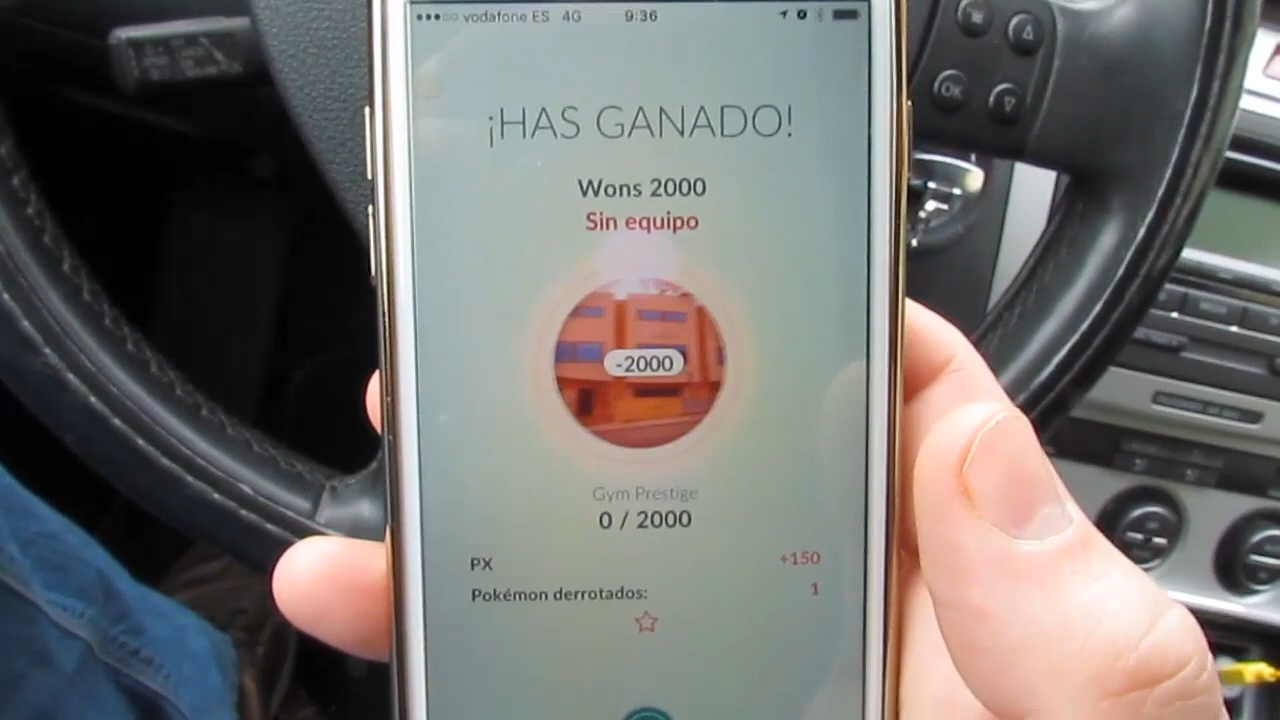 vodafone ES 4G 9:36
¡HAS GANADO!
Wons 2000
Sin equipo
-2000
Gym Prestige
0 / 2000
PX +150
Pokémon derrotados: 1
OK